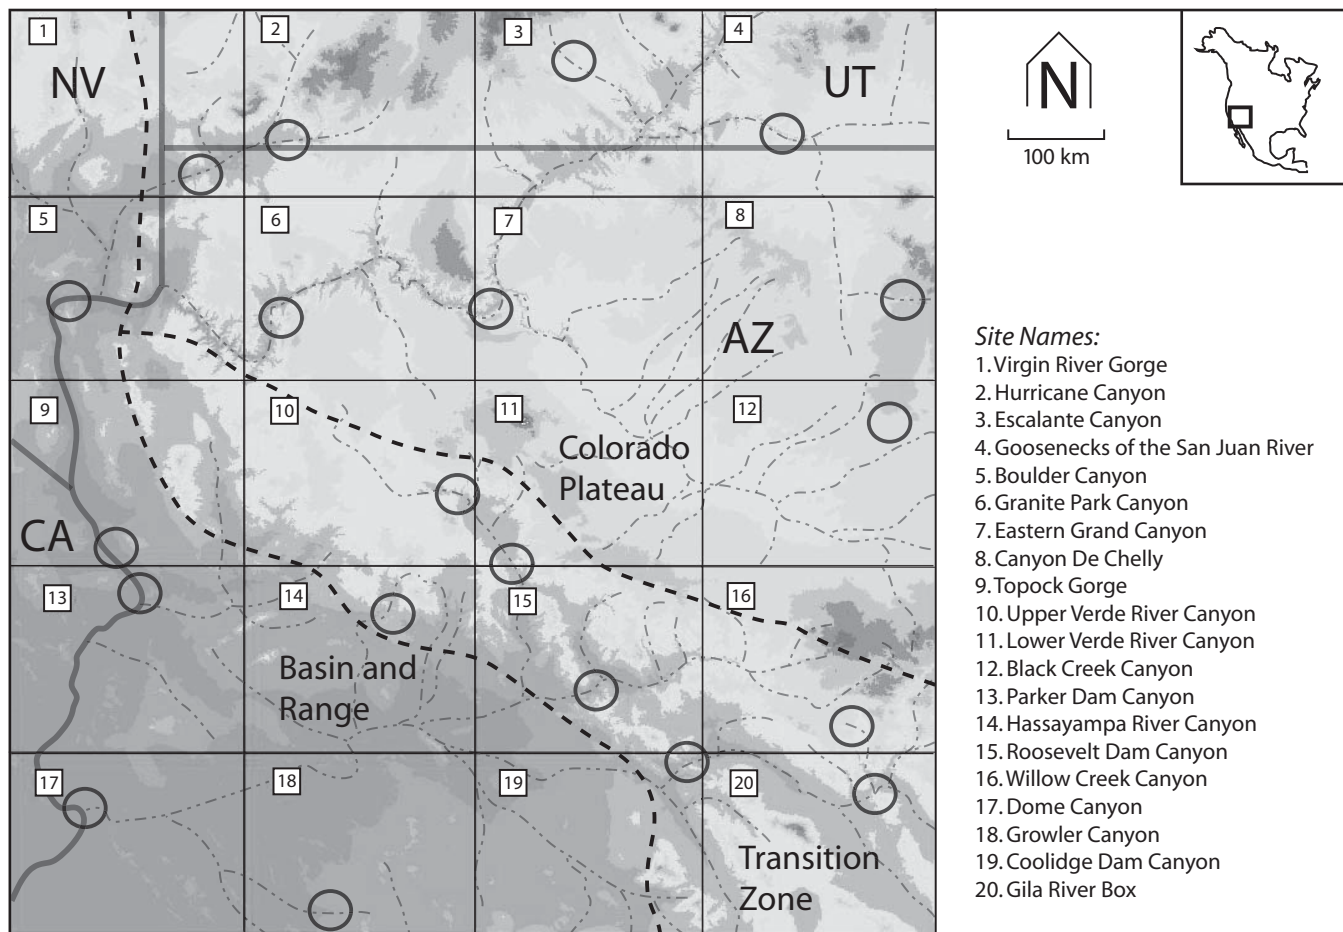 1
2
3
4
NV
UT
N
100 km
5
6
7
8
AZ
Site Names:
1. Virgin River Gorge
2. Hurricane Canyon
3. Escalante Canyon
4. Goosenecks of the San Juan River
5. Boulder Canyon
6. Granite Park Canyon
7. Eastern Grand Canyon
8. Canyon De Chelly
9. Topock Gorge
10. Upper Verde River Canyon
11. Lower Verde River Canyon
12. Black Creek Canyon
13. Parker Dam Canyon
14. Hassayampa River Canyon
15. Roosevelt Dam Canyon
16. Willow Creek Canyon
17. Dome Canyon
18. Growler Canyon
19. Coolidge Dam Canyon
20. Gila River Box
9
10
11
12
Colorado
Plateau
CA
13
14
15
16
Basin and
Range
17
18
19
20
Transition
Zone